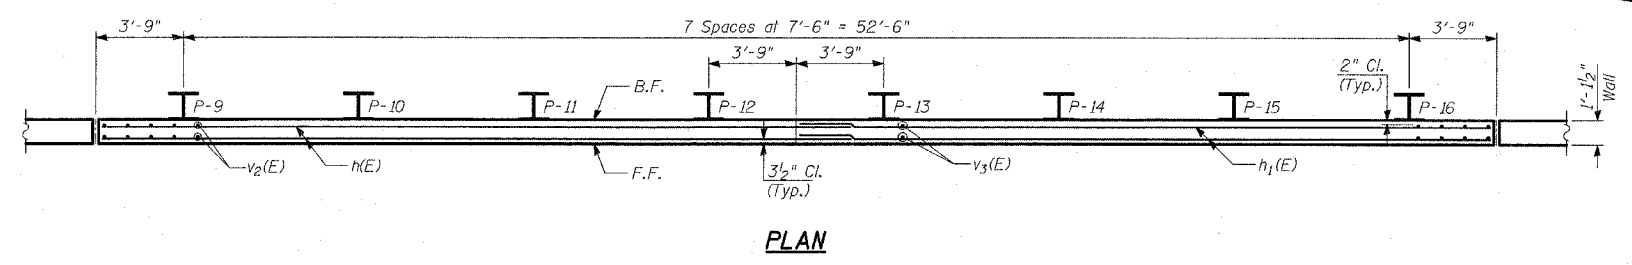 3'-9"
7 Spaces at 7'-6" = 52'-6"
3'-9"
3'-9"
3'-9"
2" Cl.
(Typ.)
1'-1½" Wall
B.F.
P-9
P-10
P-11
P-12
P-13
P-14
P-15
P-16
v₂(E)
h(E)
F.F.
3½" Cl.
(Typ.)
v₃(E)
h₁(E)
PLAN